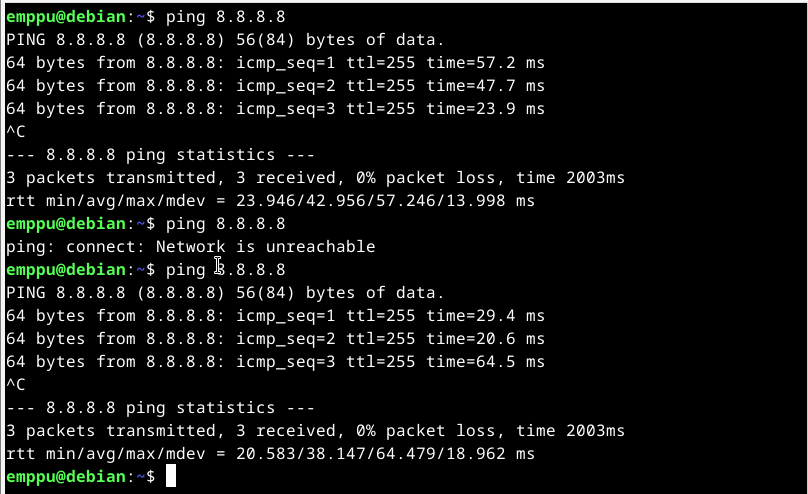 emppu@debian:~$ ping 8.8.8.8
PING 8.8.8.8 (8.8.8.8) 56(84) bytes of data.
64 bytes from 8.8.8.8: icmp_seq=1 ttl=255 time=57.2 ms
64 bytes from 8.8.8.8: icmp_seq=2 ttl=255 time=47.7 ms
64 bytes from 8.8.8.8: icmp_seq=3 ttl=255 time=23.9 ms
^C
--- 8.8.8.8 ping statistics ---
3 packets transmitted, 3 received, 0% packet loss, time 2003ms
rtt min/avg/max/mdev = 23.946/42.956/57.246/13.998 ms
emppu@debian:~$ ping 8.8.8.8
ping: connect: Network is unreachable
emppu@debian:~$ ping 8.8.8.8
PING 8.8.8.8 (8.8.8.8) 56(84) bytes of data.
64 bytes from 8.8.8.8: icmp_seq=1 ttl=255 time=29.4 ms
64 bytes from 8.8.8.8: icmp_seq=2 ttl=255 time=20.6 ms
64 bytes from 8.8.8.8: icmp_seq=3 ttl=255 time=64.5 ms
^C
--- 8.8.8.8 ping statistics ---
3 packets transmitted, 3 received, 0% packet loss, time 2003ms
rtt min/avg/max/mdev = 20.583/38.147/64.479/18.962 ms
emppu@debian:~$